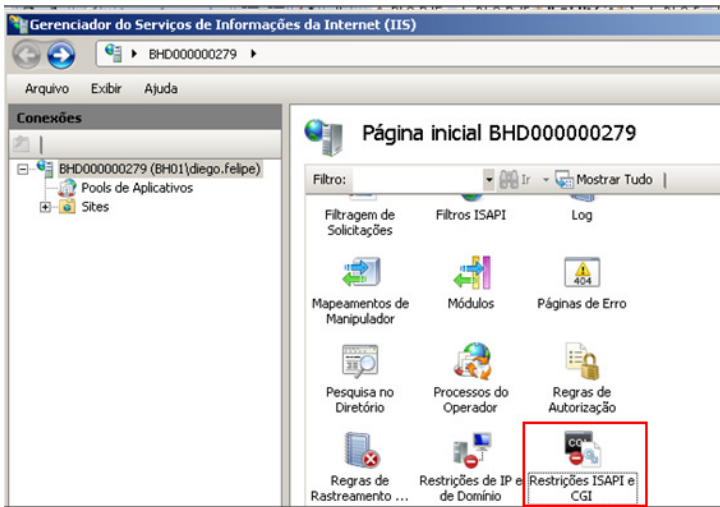 Gerenciador do Serviços de Informações da Internet (IIS)
BHD000000279
Arquivo Exibir Ajuda
Conexões
Página inicial BHD000000279
BHD000000279 (BH01\diego.felipe)
Pools de Aplicativos
Sites
Filtro: Ir Mostrar Tudo
Filtragem de
Solicitações
Filtros ISAPI
Log
Mapeamentos de
Manipulador
Módulos
404
Páginas de Erro
Pesquisa no
Diretório
Processos do
Operador
Regras de
Autorização
Regras de
Rastreamento ...
Restrições de IP e
de Domínio
CGI
Restrições ISAPI e
CGI